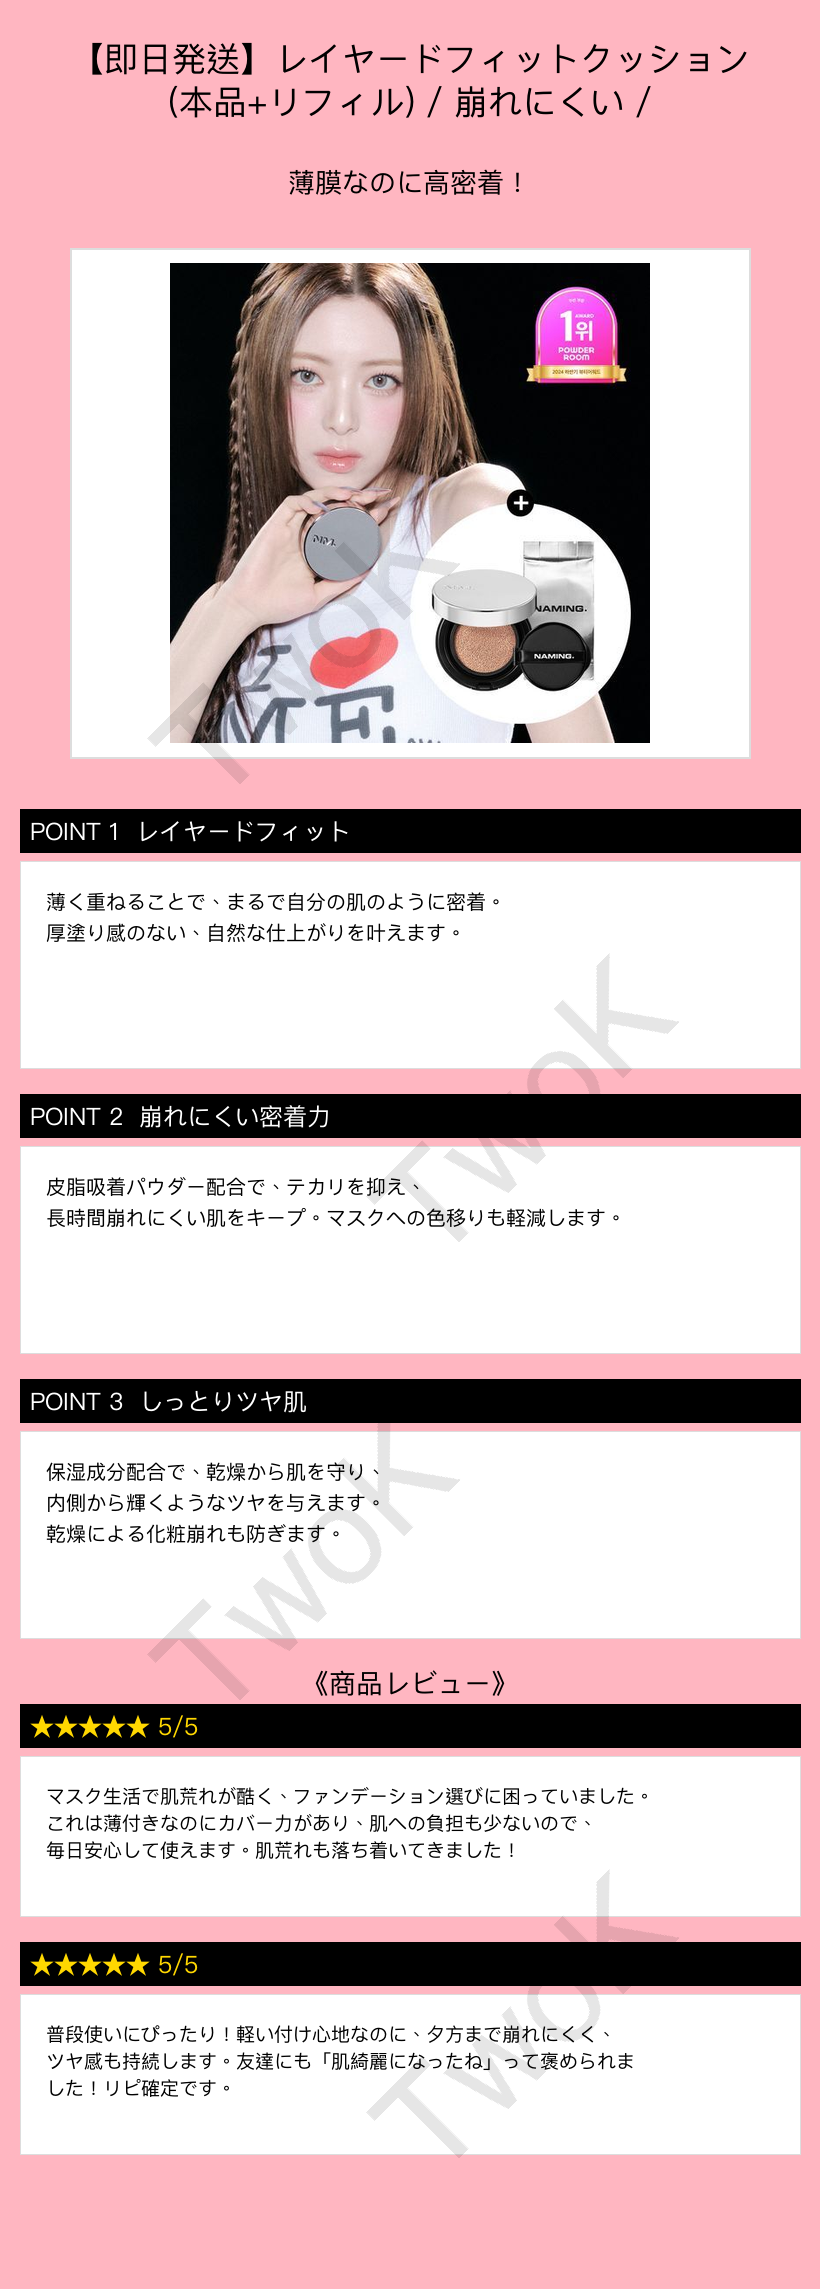 【即日発送】レイヤードフィットクッション
(本品+リフィル) / 崩れにくい /
薄膜なのに高密着！
AWARD
1위
POWDER
ROOM
2024 하반기 뷰티어워드
NAMING.
NAMING.
I
ME
POINT 1 レイヤードフィット
薄く重ねることで、まるで自分の肌のように密着。
厚塗り感のない、自然な仕上がりを叶えます。
POINT 2 崩れにくい密着力
皮脂吸着パウダー配合で、テカリを抑え、
長時間崩れにくい肌をキープ。マスクへの色移りも軽減します。
POINT 3 しっとりツヤ肌
保湿成分配合で、乾燥から肌を守り、
内側から輝くようなツヤを与えます。
乾燥による化粧崩れも防ぎます。
《商品レビュー》
★★★★★ 5/5
マスク生活で肌荒れが酷く、ファンデーション選びに困っていました。
これは薄付きなのにカバー力があり、肌への負担も少ないので、
毎日安心して使えます。肌荒れも落ち着いてきました！
★★★★★ 5/5
普段使いにぴったり！軽い付け心地なのに、夕方まで崩れにくく、
ツヤ感も持続します。友達にも「肌綺麗になったね」って褒められま
した！リピ確定です。
TwoK
TwoK
TwoK
TwoK